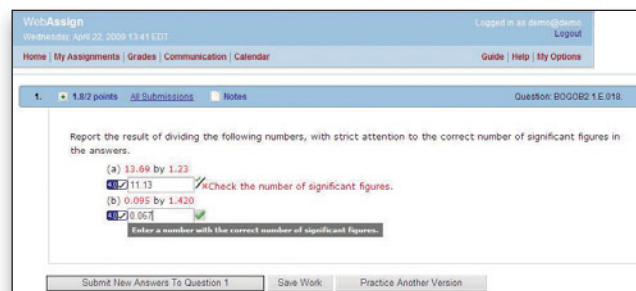 WebAssign
Logged in as demo@demo
Wednesday, April 22, 2009 13:41 EDT
Logout
Home | My Assignments | Grades | Communication | Calendar
Guide | Help | My Options
1. 1.8/2 points All Submissions Notes Question: BOGOB2 1.E.018.
Report the result of dividing the following numbers, with strict attention to the correct number of significant figures in
the answers.
(a) 13.69 by 1.23
4.0 11.13 Check the number of significant figures.
(b) 0.095 by 1.420
4.0 0.067
Enter a number with the correct number of significant figures.
Submit New Answers To Question 1 Save Work Practice Another Version